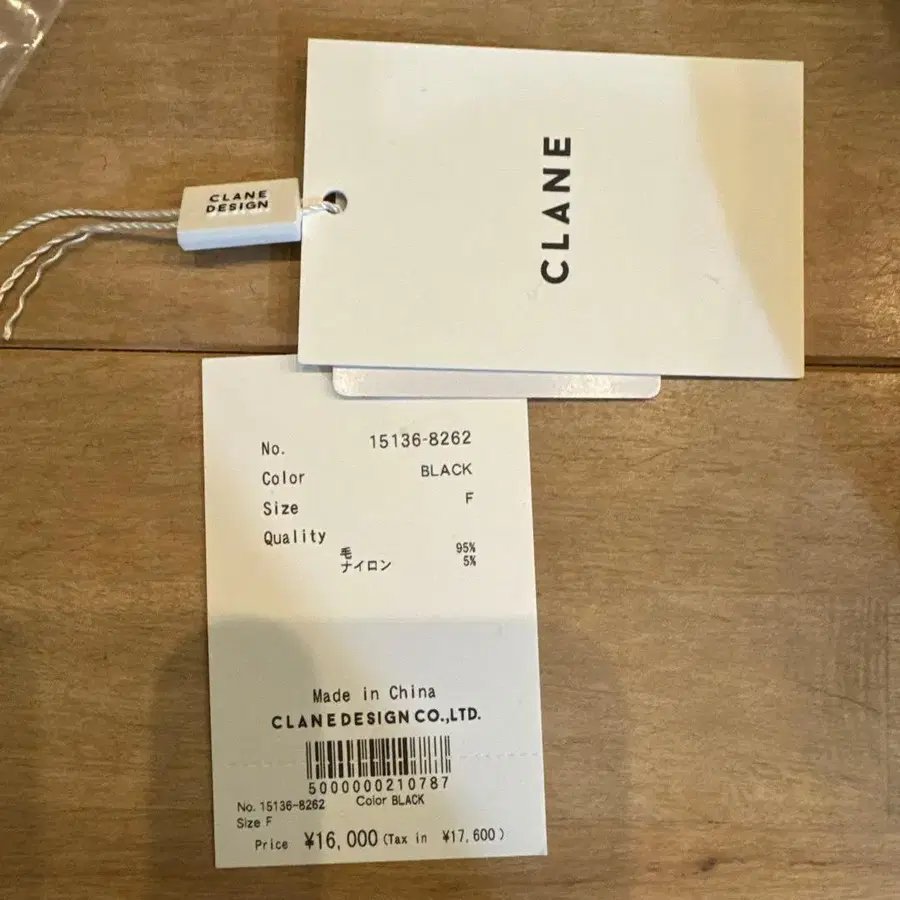 CLANE
DESIGN
CLANE
No. 15136-8262
Color BLACK
Size F
Quality
毛 95%
ナイロン 5%
Made in China
CLANEDESIGN CO.,LTD.
5000000210787
No. 15136-8262 Color BLACK
Size F
Price ¥16,000 (Tax in ¥17,600)